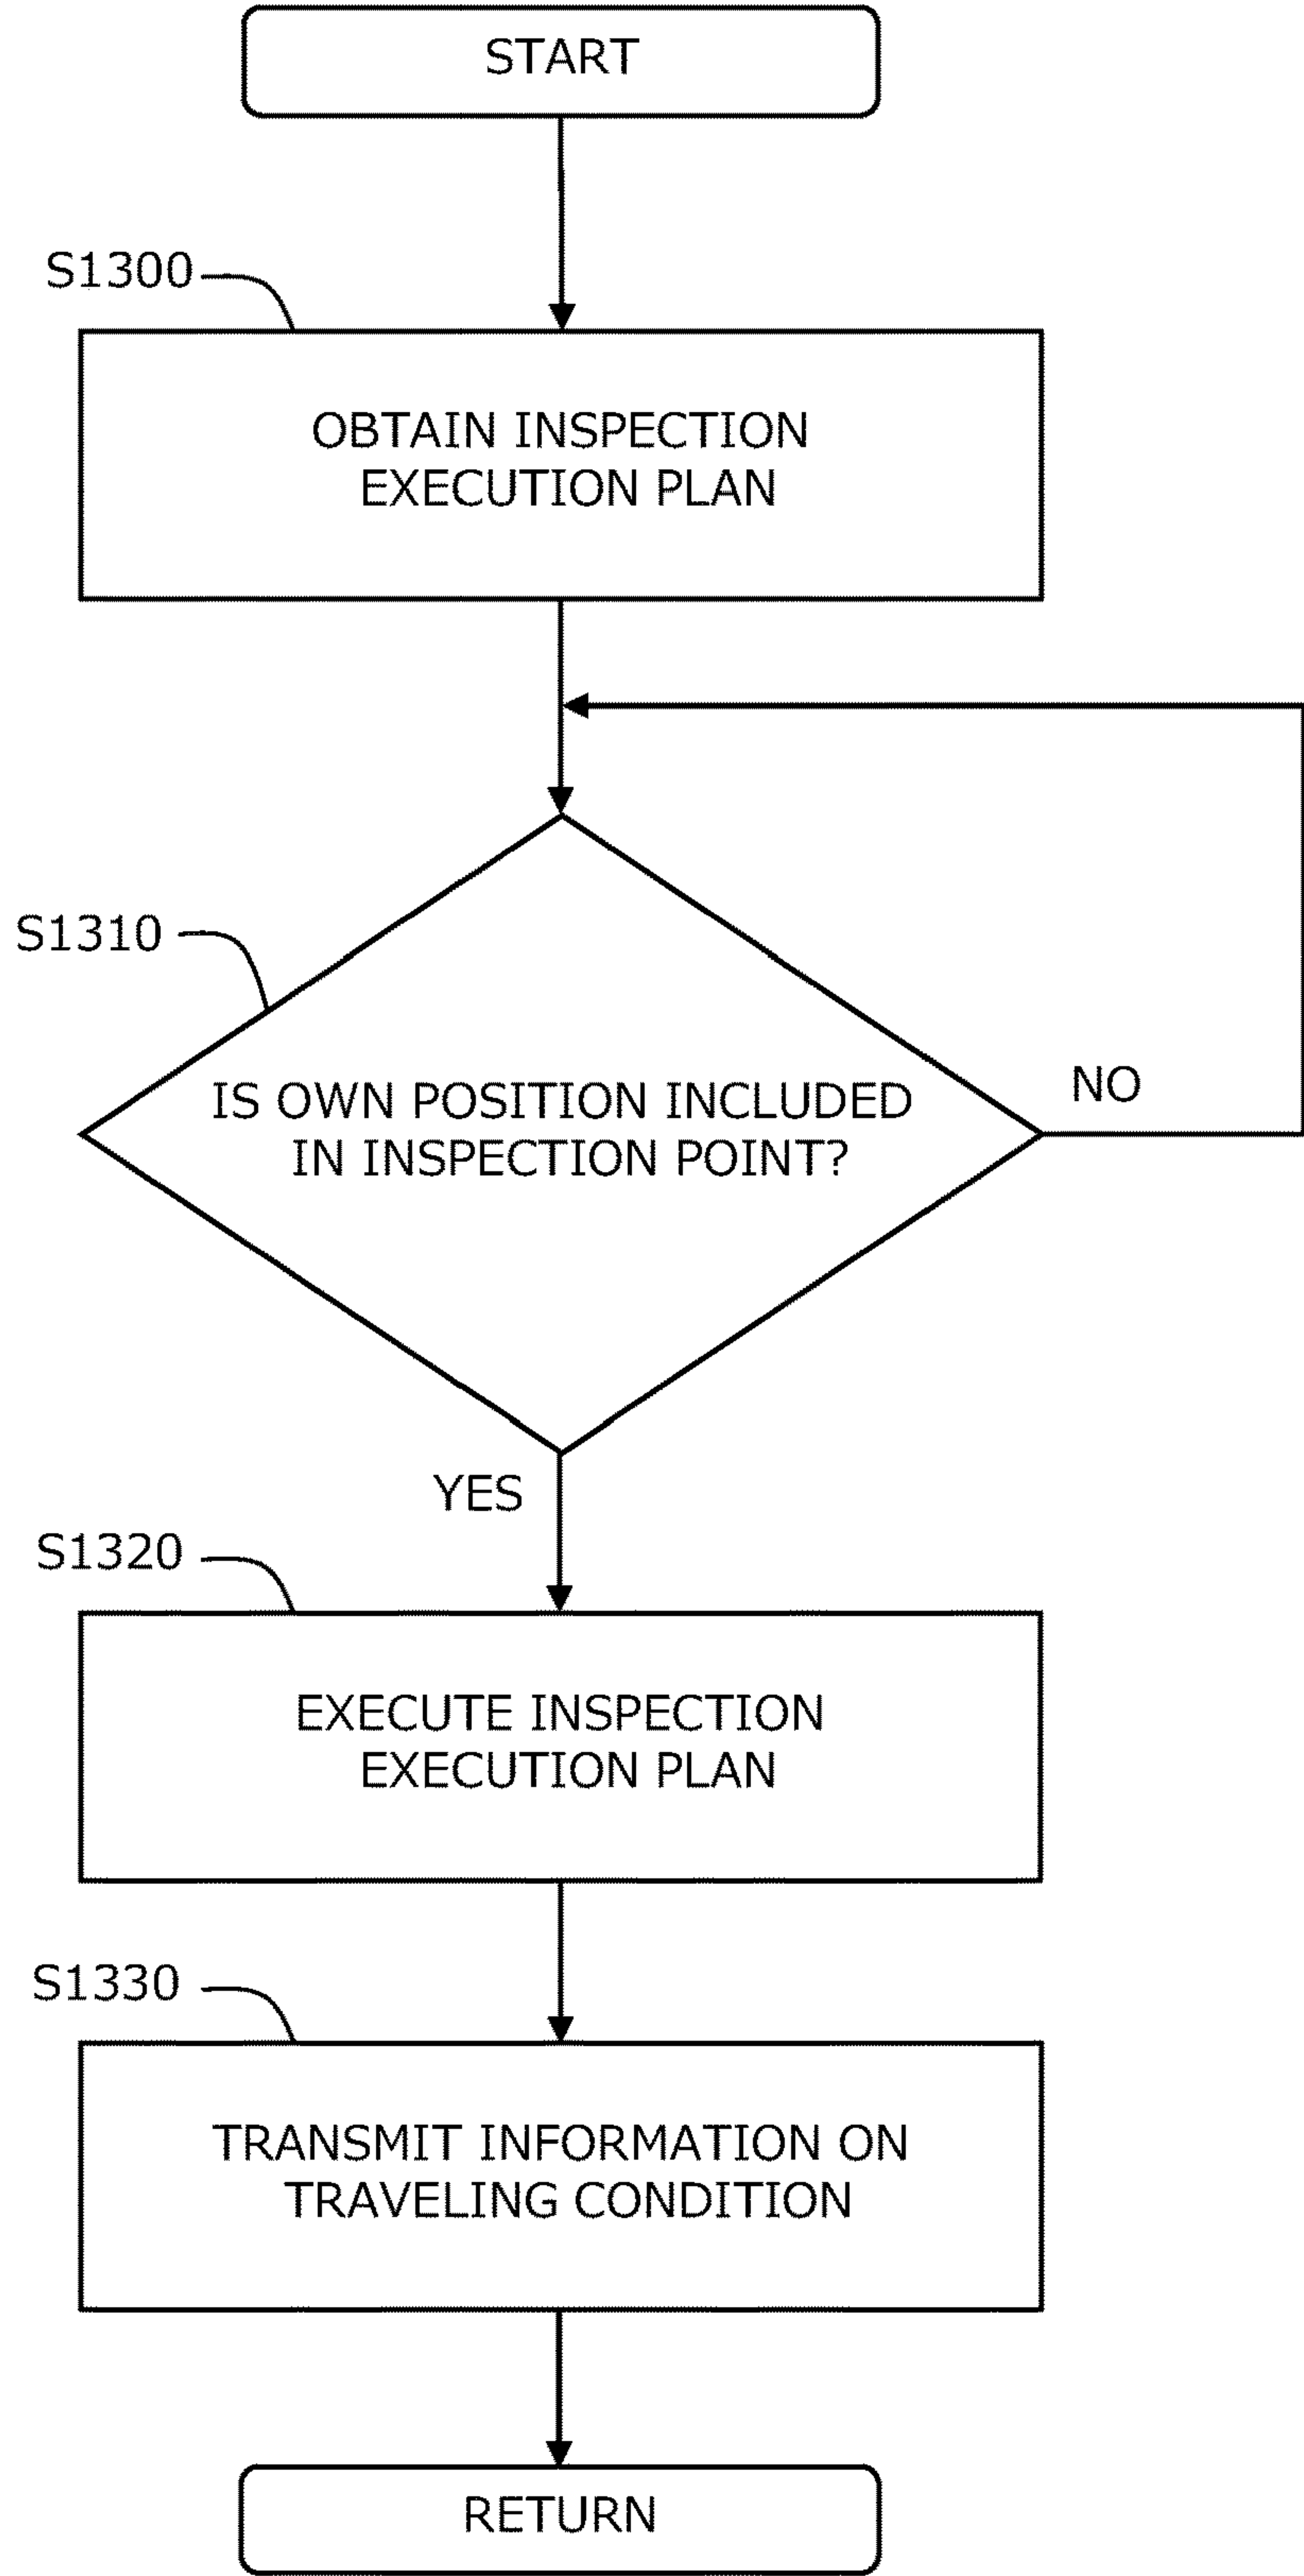 START
S1300
OBTAIN INSPECTION
EXECUTION PLAN
S1310
IS OWN POSITION INCLUDED
IN INSPECTION POINT?
NO
YES
S1320
EXECUTE INSPECTION
EXECUTION PLAN
S1330
TRANSMIT INFORMATION ON
TRAVELING CONDITION
RETURN